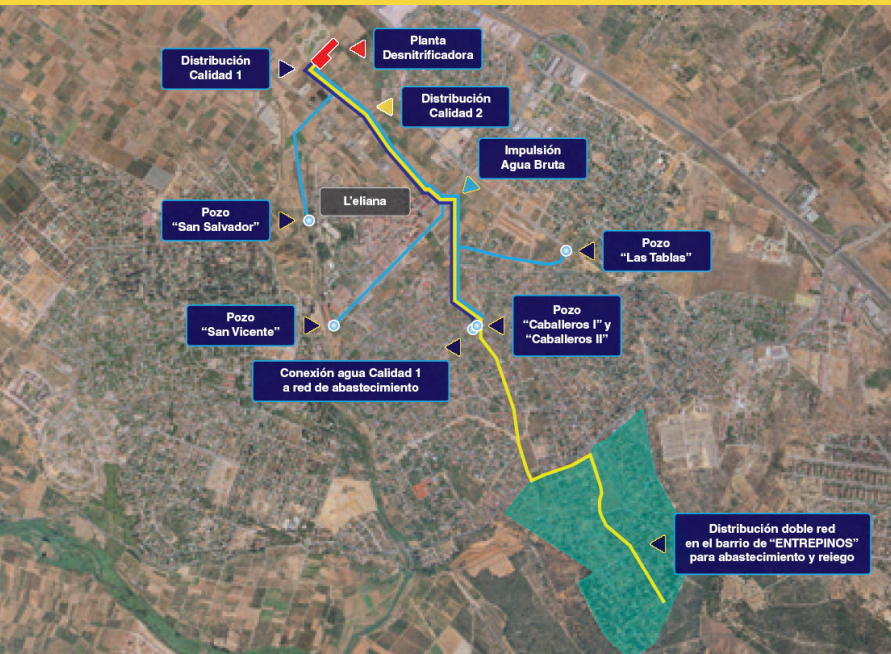 Planta
Desnitrificadora
Distribución
Calidad 1
Distribución
Calidad 2
Impulsión
Agua Bruta
L'eliana
Pozo
“San Salvador”
Pozo
“Las Tablas”
Pozo
“San Vicente”
Pozo
“Caballeros I” y
“Caballeros II”
Conexión agua Calidad 1
a red de abastecimiento
Distribución doble red
en el barrio de “ENTREPINOS”
para abastecimiento y reiego